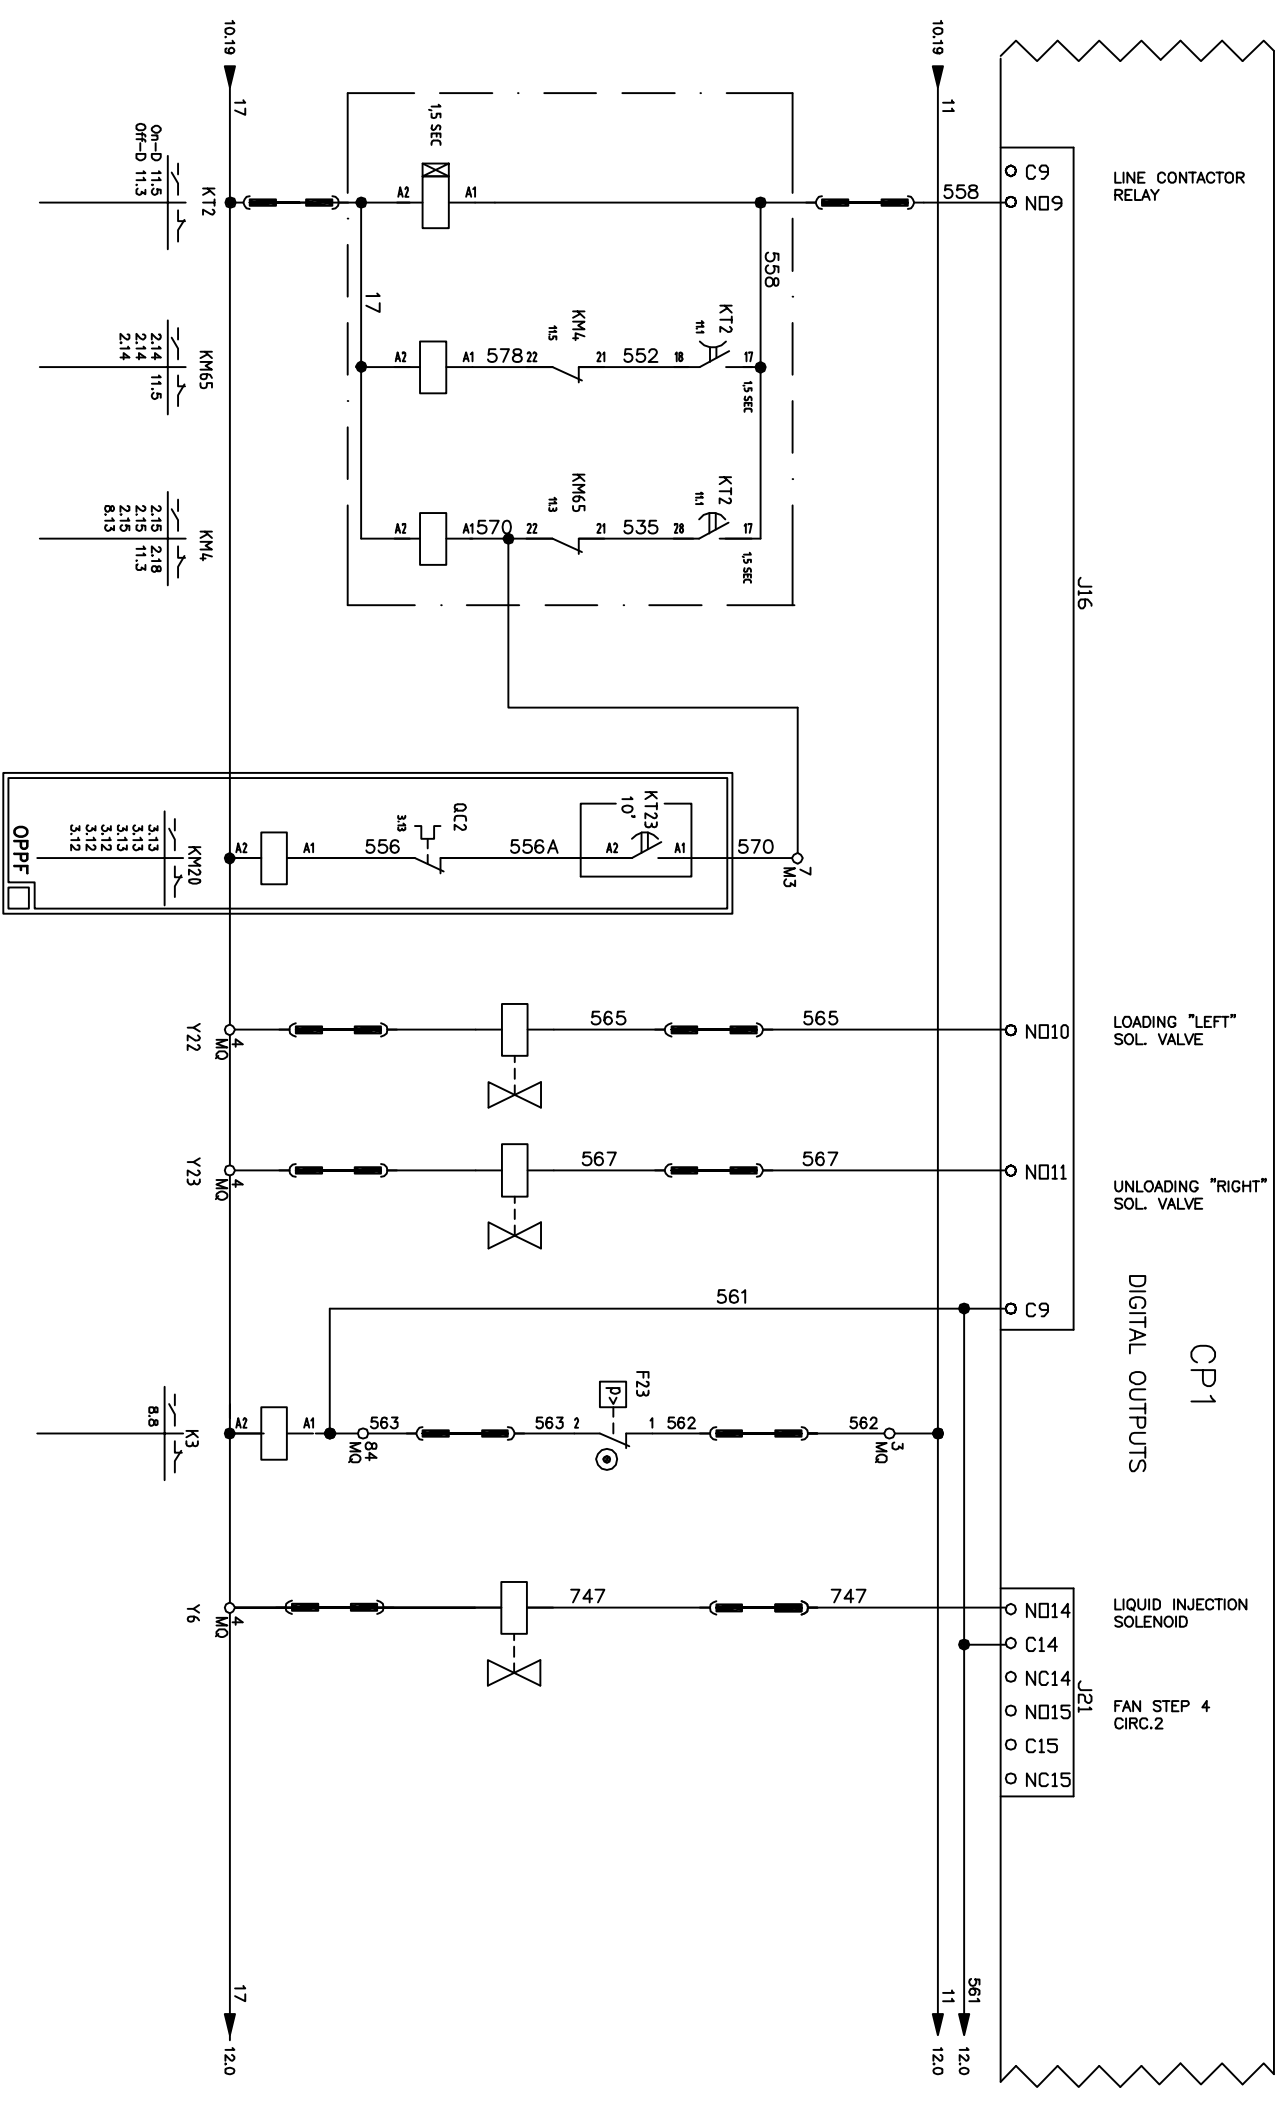 10.19
17
10.19
11
C9
NO9
LINE CONTACTOR
RELAY
558
1,5 SEC
A2
A1
KT2
On-D 11.5
Off-D 11.3
558
17
A2
A1
578
22
KM4
11.5
21
552
18
KT2
11.1
17
1,5 SEC
KM65
2.14 11.5
2.14
2.14
A2
A1
570
22
KM65
11.3
21
535
28
KT2
11.1
17
1,5 SEC
KM4
2.15 2.18
2.15 11.3
2.15
8.13
J16
OPPF
KM20
3.13
3.13
3.13
3.12
3.12
3.12
A2
A1
556
QC2
3.13
556A
KT23
10'
A2
A1
570
7
M3
Y22
4
MQ
565
565
NO10
LOADING "LEFT"
SOL. VALVE
Y23
4
MQ
567
567
NO11
UNLOADING "RIGHT"
SOL. VALVE
561
C9
DIGITAL OUTPUTS
CP1
K3
8.8
A2
A1
84
MQ
563
563
2
F23
P<
1
562
562
3
MQ
Y6
4
MQ
747
747
NO14
C14
NC14
NO15
C15
NC15
J21
LIQUID INJECTION
SOLENOID
FAN STEP 4
CIRC.2
17
12.0
11
12.0
561
12.0